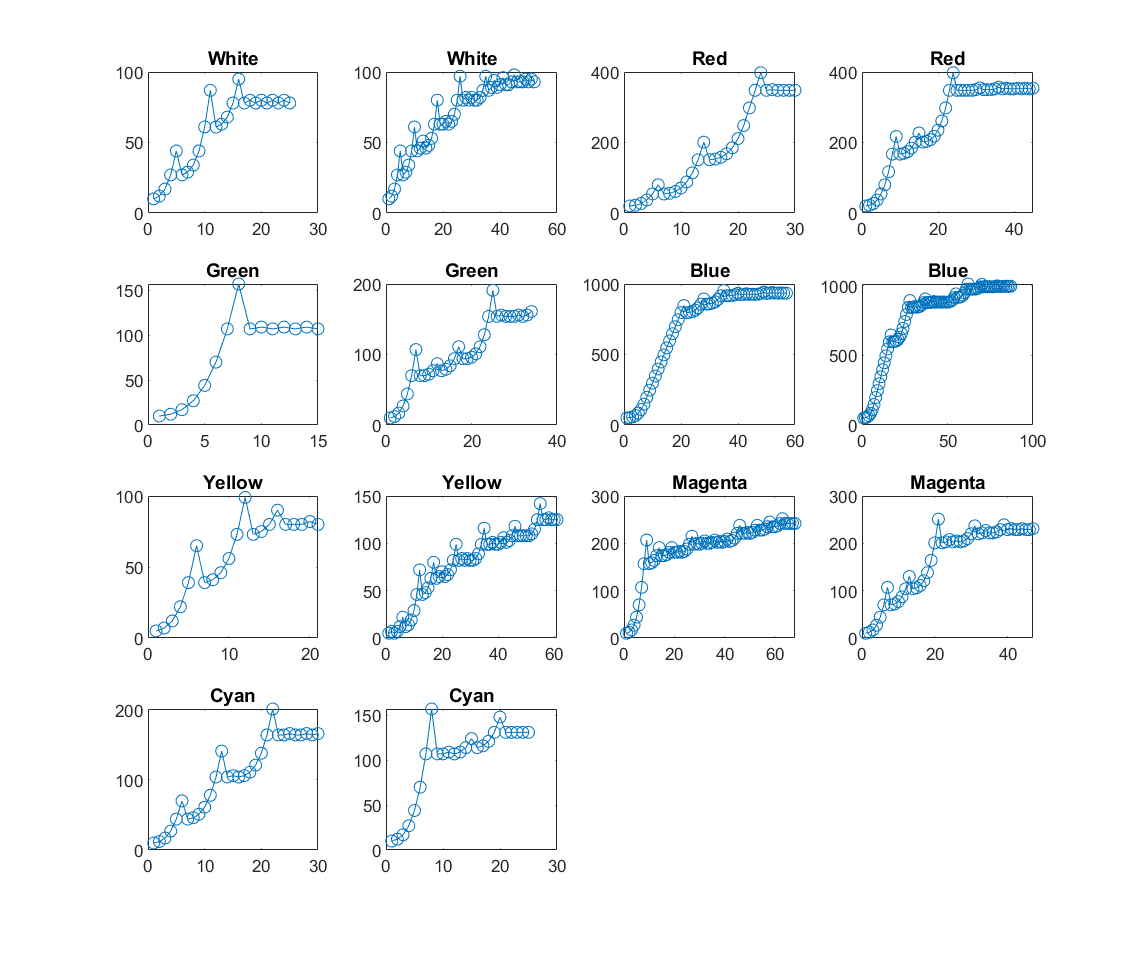 White White Red Red
100 100 400 400
50 50 200 200
0 0 0 0
0 10 20 30 0 20 40 60 0 10 20 30 0 20 40
Green Green Blue Blue
150 200 1000 1000
100 100 500 500
50
0 0 0 0
0 5 10 15 0 20 40 0 20 40 60 0 50 100
Yellow Yellow Magenta Magenta
100 150 300 300
100 200 200
50 50 100 100
0 0 0 0
0 10 20 0 20 40 60 0 20 40 60 0 20 40
Cyan Cyan
200 150
100 100
50
0 0
0 10 20 30 0 10 20 30